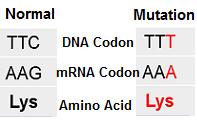 Normal Mutation
TTC DNA Codon TTT
AAG mRNA Codon AAA
Lys Amino Acid Lys